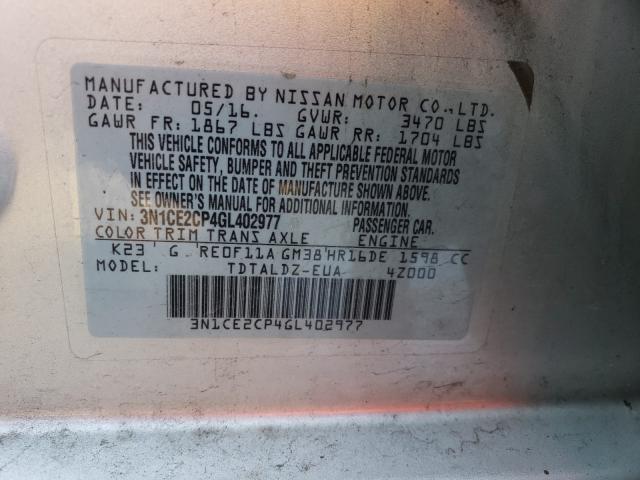 MANUFACTURED BY NISSAN MOTOR CO.,LTD.
DATE: 05/16. GVWR: 3470 LBS
GAWR FR: 1867 LBS GAWR RR: 1704 LBS
THIS VEHICLE CONFORMS TO ALL APPLICABLE FEDERAL MOTOR
VEHICLE SAFETY, BUMPER AND THEFT PREVENTION STANDARDS
IN EFFECT ON THE DATE OF MANUFACTURE SHOWN ABOVE.
SEE OWNER'S MANUAL FOR ADDITIONAL INFORMATION.
VIN: 3N1CE2CP4GL402977 PASSENGER CAR.
COLOR TRIM TRANS AXLE ENGINE
K23 G RE0F11A GM38 HR16DE 1598 CC
MODEL: TDTALDZ-EUA 4Z000
3N1CE2CP4GL402977